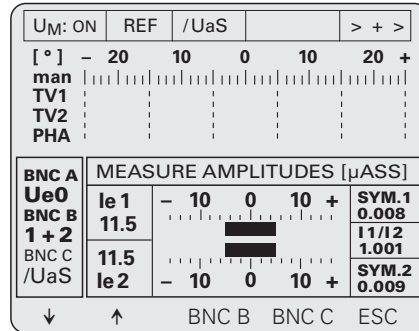 UM: ON REF /UaS > + >
[ ° ] – 20 10 0 10 20 +
man
TV1
TV2
PHA
BNC A
Ue0
BNC B
1 + 2
BNC C
/UaS
MEASURE AMPLITUDES [µASS]
Ie 1
11.5
– 10 0 10 +
SYM.1
0.008
I1/I2
1.001
11.5
Ie 2
– 10 0 10 +
SYM.2
0.009
↓ ↑ BNC B BNC C ESC